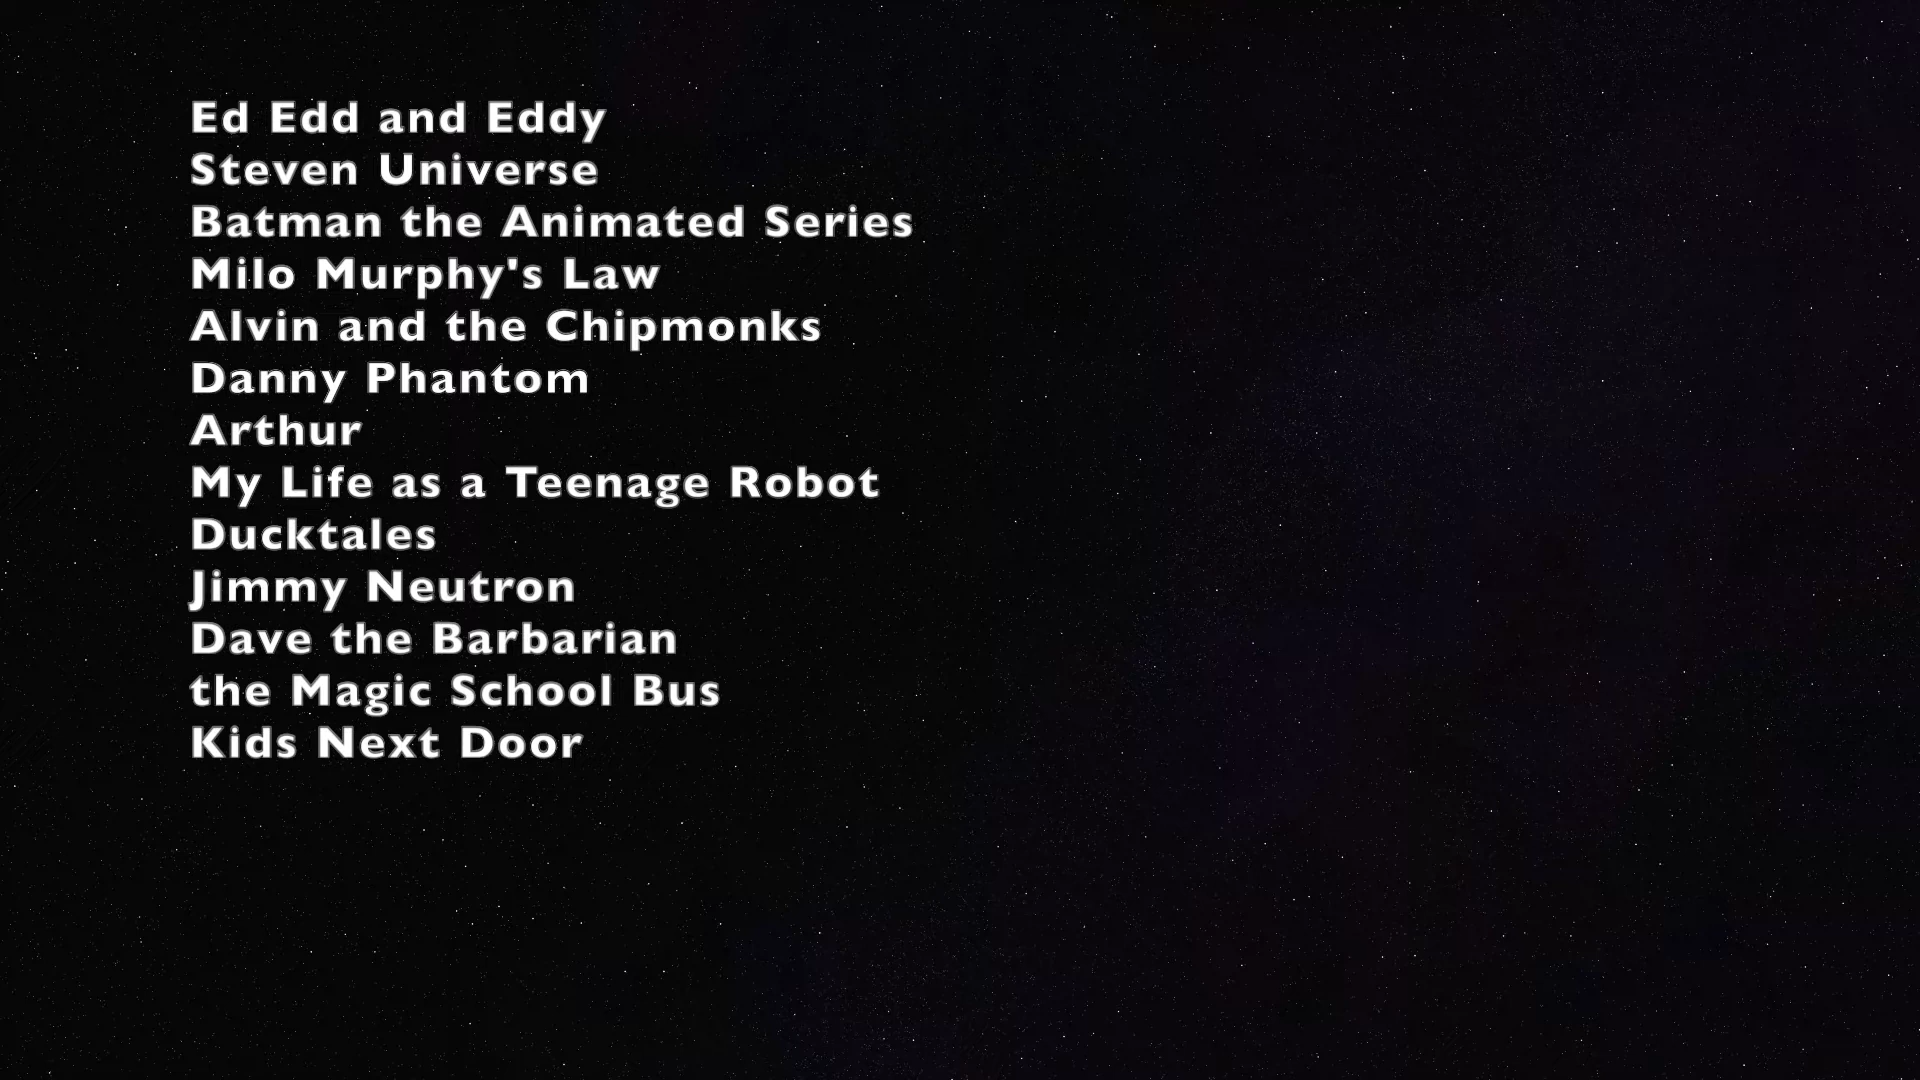 Ed Edd and Eddy
Steven Universe
Batman the Animated Series
Milo Murphy's Law
Alvin and the Chipmonks
Danny Phantom
Arthur
My Life as a Teenage Robot
Ducktales
Jimmy Neutron
Dave the Barbarian
the Magic School Bus
Kids Next Door